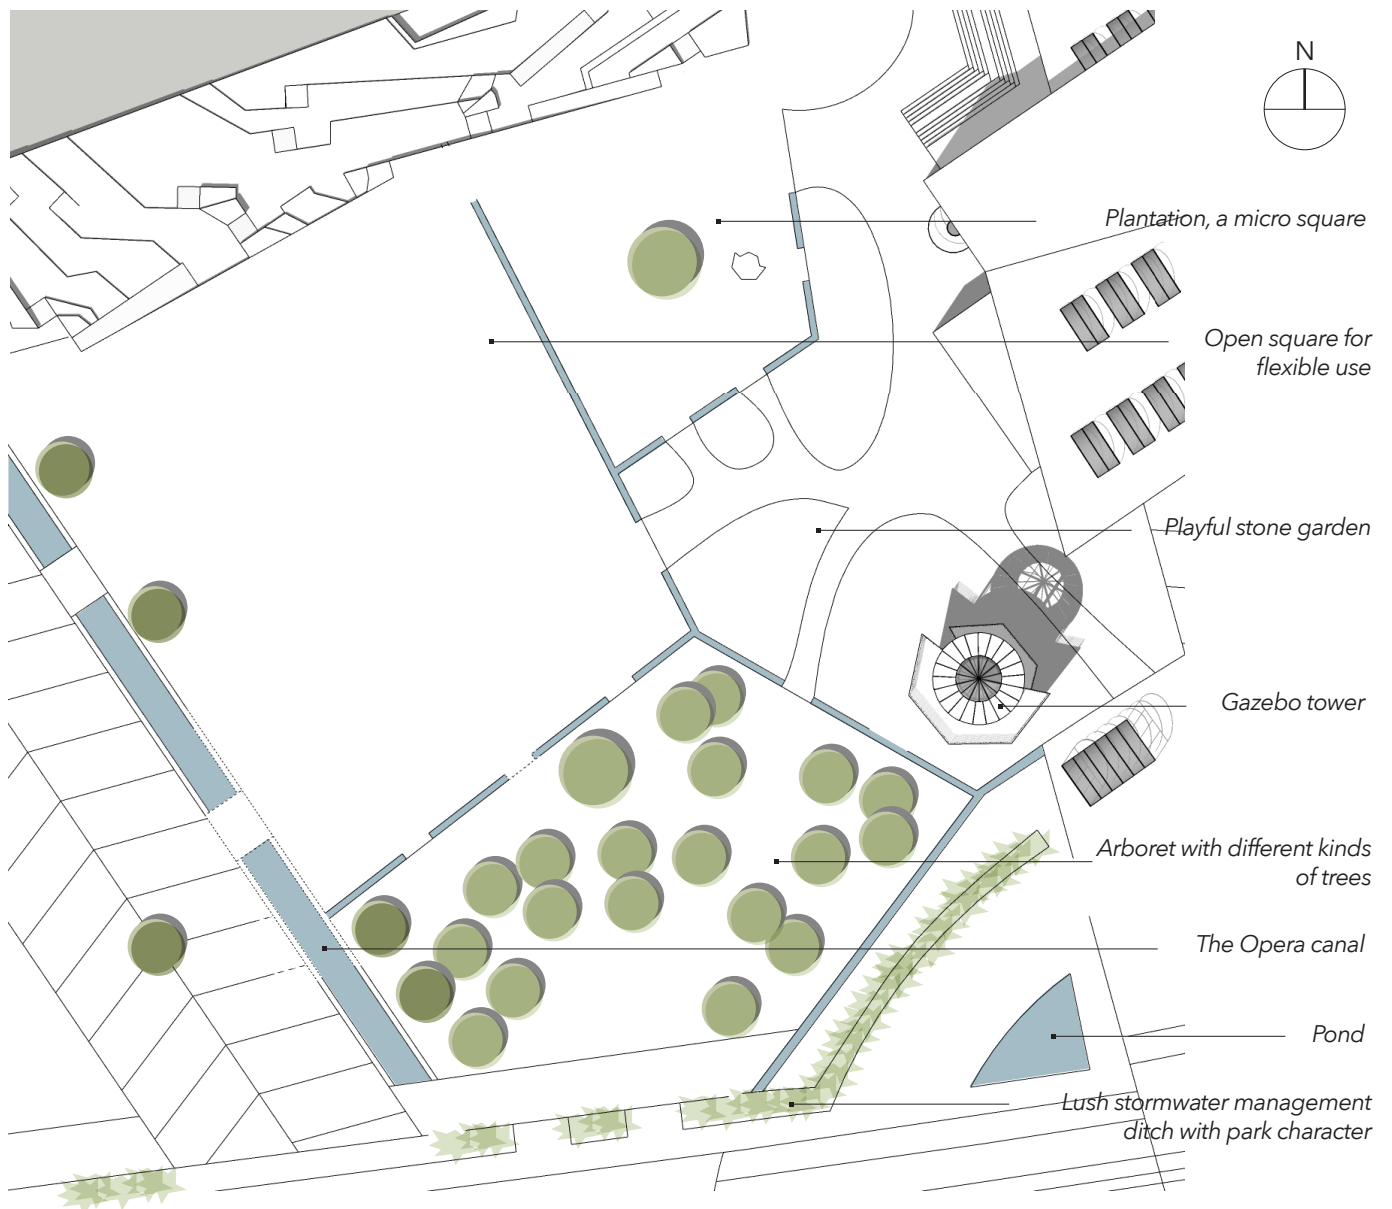 N
Plantation, a micro square
Open square for
flexible use
Playful stone garden
Gazebo tower
Arboret with different kinds
of trees
The Opera canal
Pond
Lush stormwater management
ditch with park character